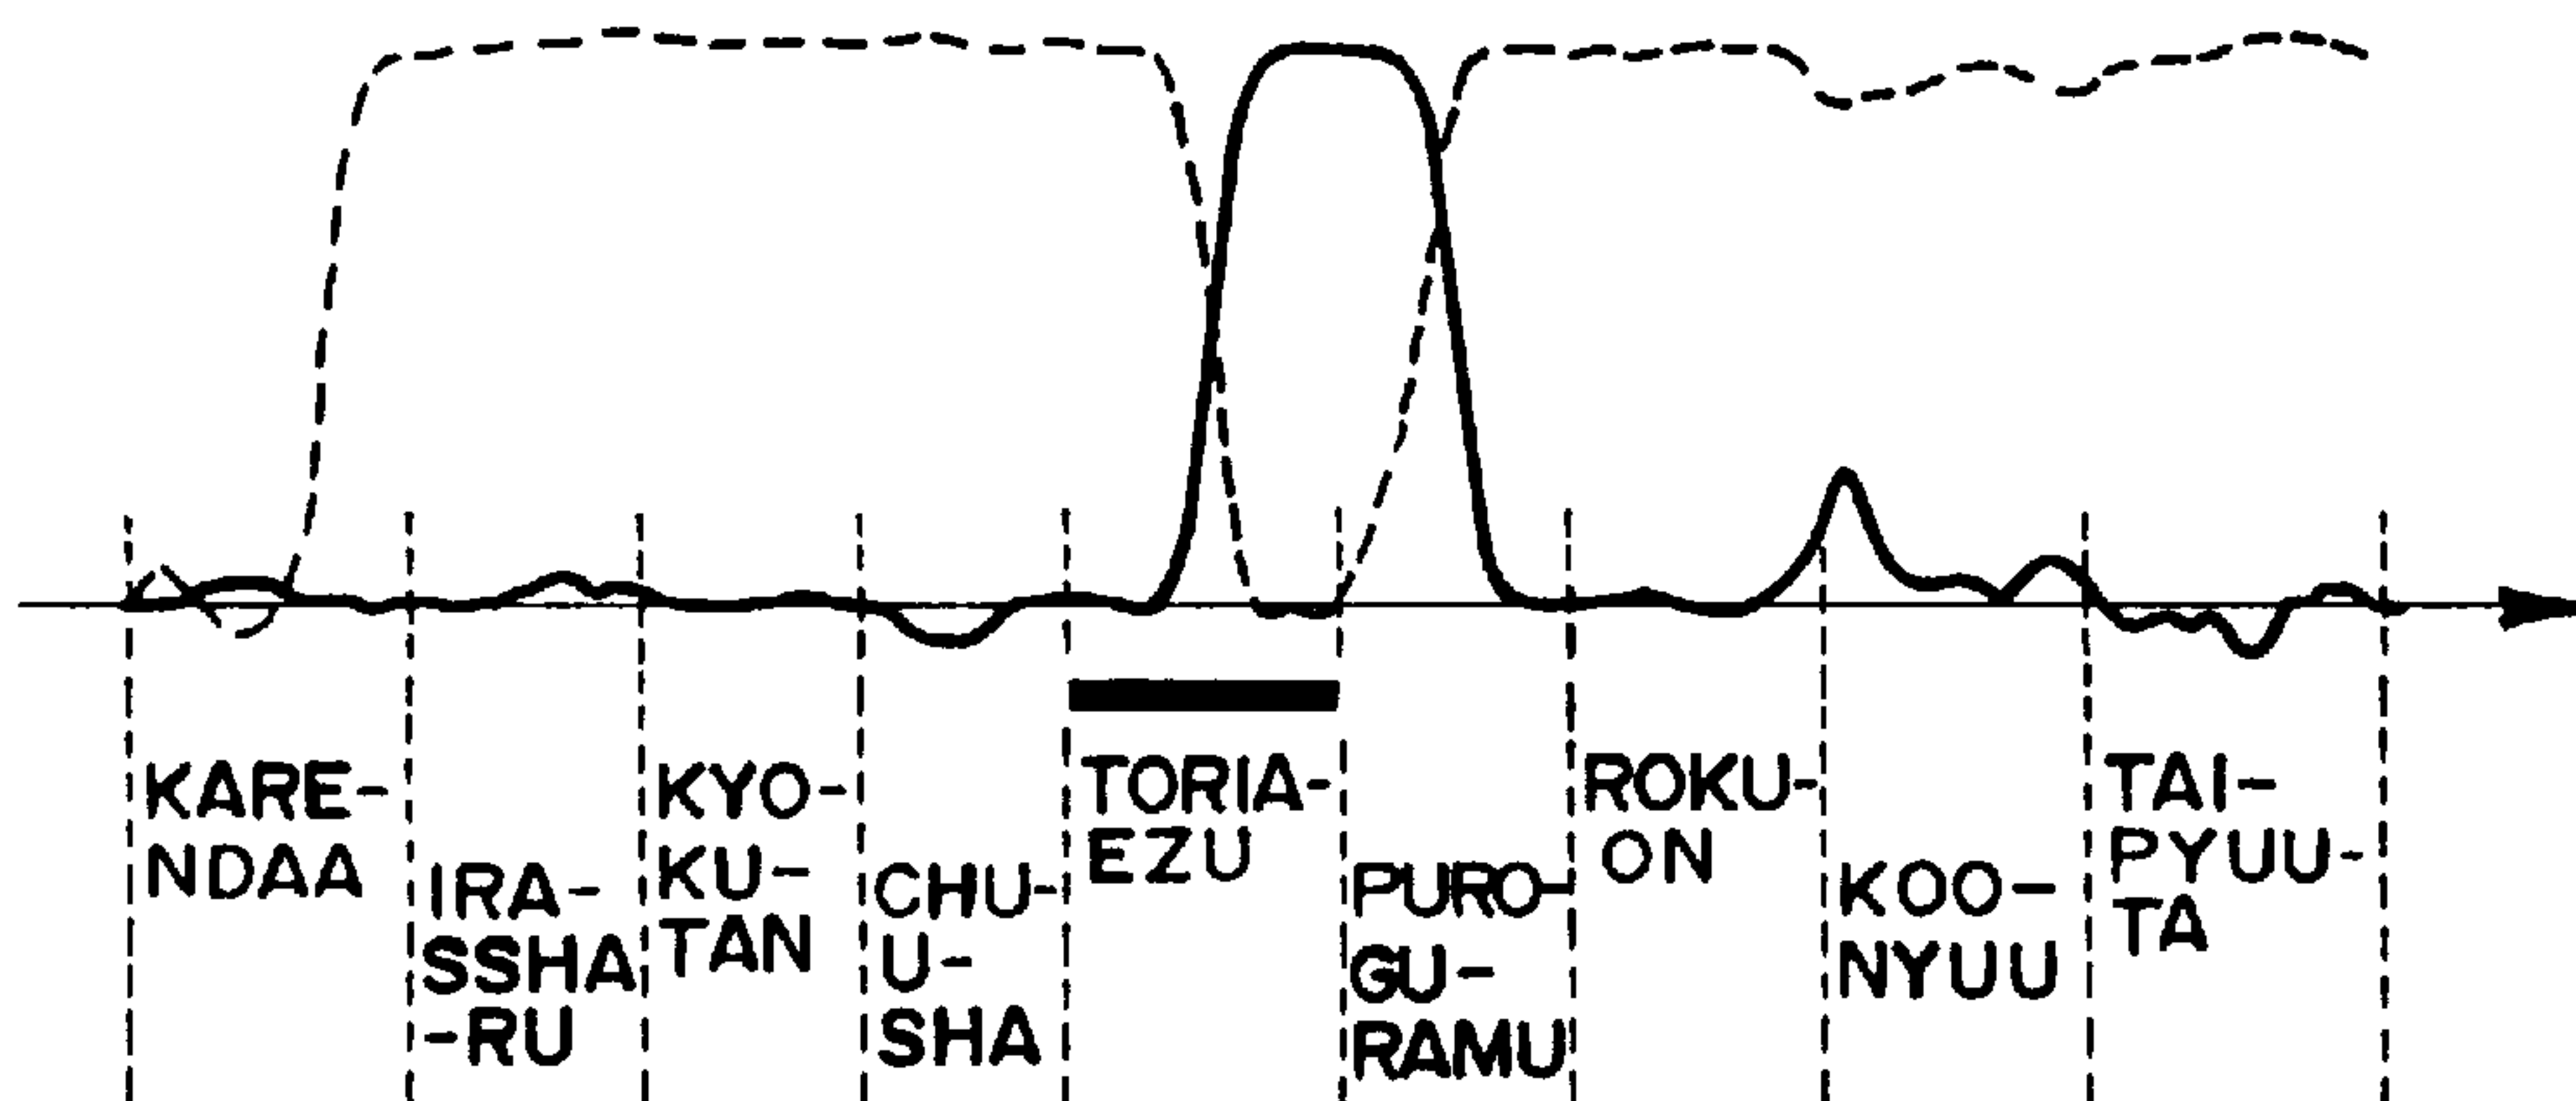 KARE-
NDAA
IRA-
SSHA
-RU
KYO-
KU-
TAN
CHU-
U-
SHA
TORIA-
EZU
PURO-
GU-
RAMU
ROKU-
ON
KOO-
NYUU
TAI-
PYUU-
TA